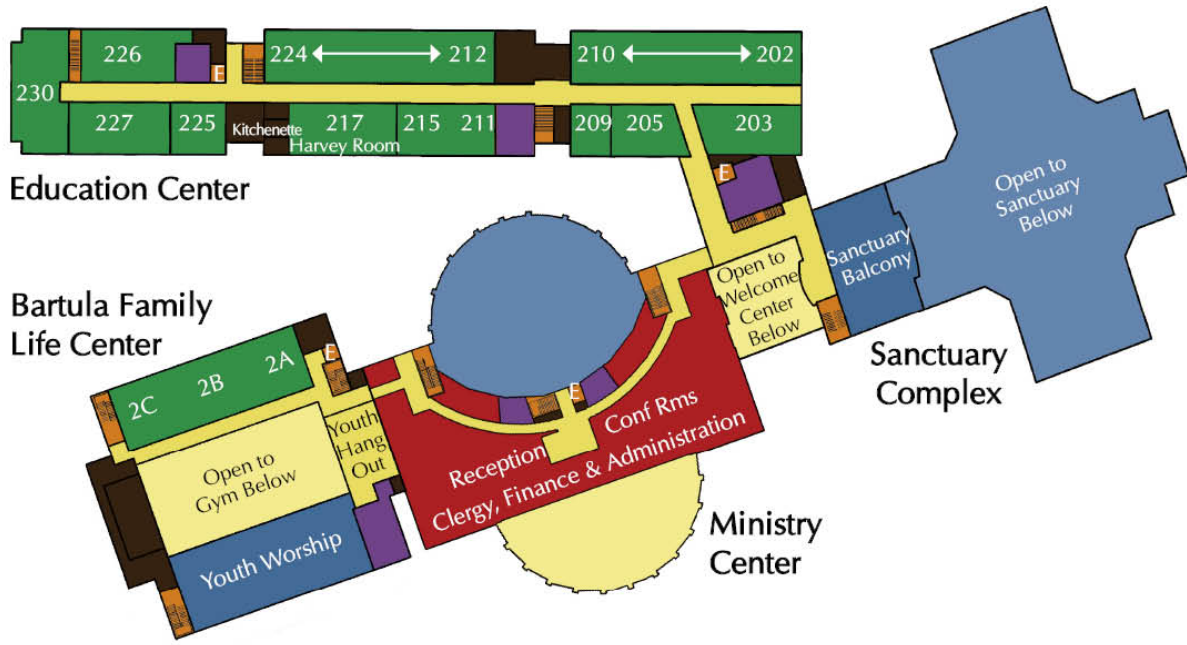 226
E
224
212
210
202
230
227
225
Kitchenette
217
Harvey Room
215
211
209
205
203
E
Education Center
Open to
Sanctuary
Below
Sanctuary
Balcony
Open to
Welcome
Center
Below
Sanctuary
Complex
Bartula Family
Life Center
E
2A
2B
2C
Youth
Hang
Out
Open to
Gym Below
Youth Worship
E
Conf Rms
Reception
Clergy, Finance & Administration
Ministry
Center